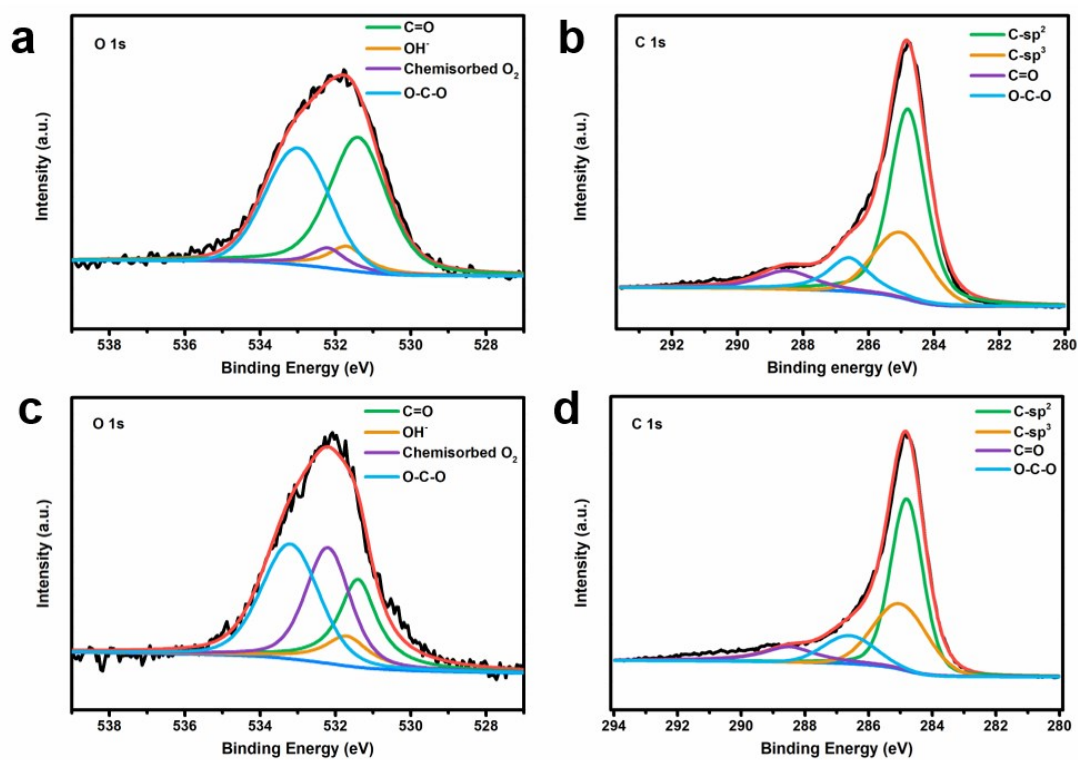 a
O 1s
C=O
OH⁻
Chemisorbed O₂
O-C-O
Intensity (a.u.)
538 536 534 532 530 528
Binding Energy (eV)
b
C 1s
C-sp²
C-sp³
C=O
O-C-O
Intensity (a.u.)
292 290 288 286 284 282 280
Binding energy (eV)
c
O 1s
C=O
OH⁻
Chemisorbed O₂
O-C-O
Intensity (a.u.)
538 536 534 532 530 528
Binding Energy (eV)
d
C 1s
C-sp²
C-sp³
C=O
O-C-O
Intensity (a.u.)
294 292 290 288 286 284 282 280
Binding Energy (eV)